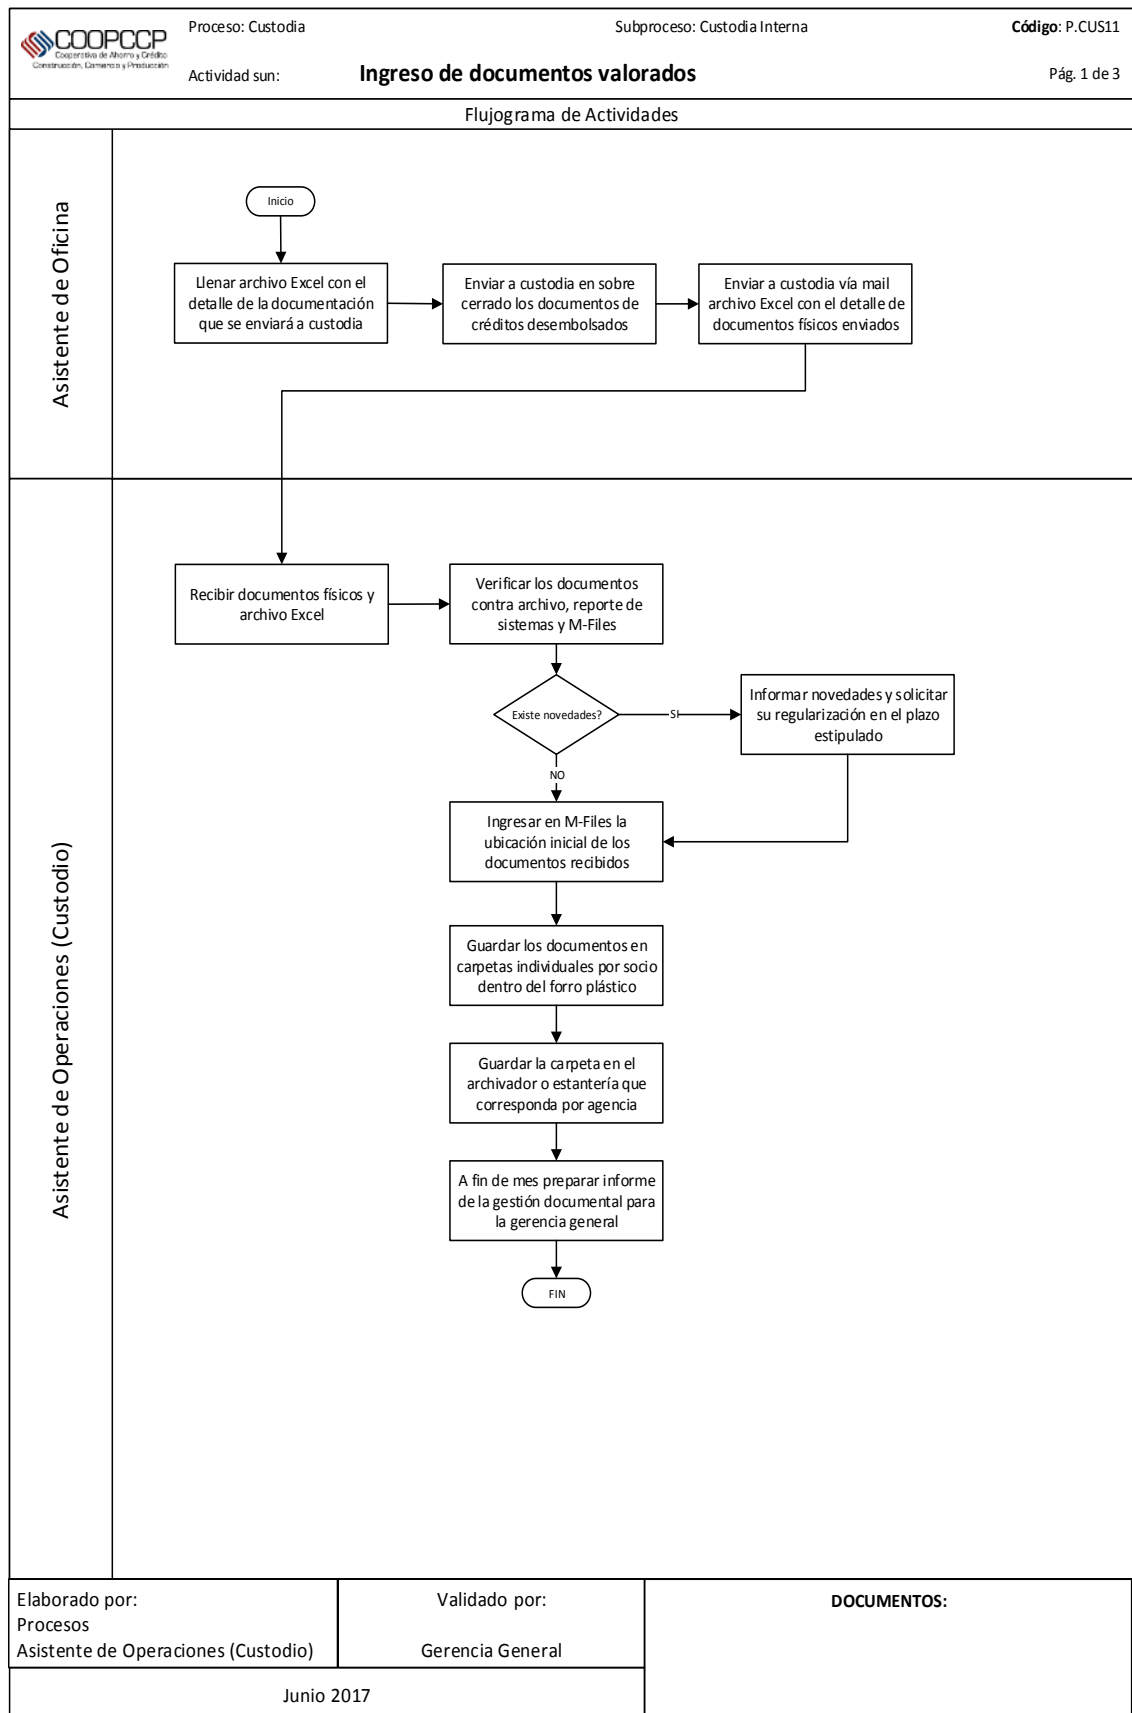 COOPCCP
Cooperativa de Ahorro y Crédito
Construcción, Comercio y Producción
Proceso: Custodia
Subproceso: Custodia Interna
Código: P.CUS11
Actividad sun:
Ingreso de documentos valorados
Pág. 1 de 3
Flujograma de Actividades
Asistente de Oficina
Inicio
Llenar archivo Excel con el
detalle de la documentación
que se enviará a custodia
Enviar a custodia en sobre
cerrado los documentos de
créditos desembolsados
Enviar a custodia vía mail
archivo Excel con el detalle de
documentos físicos enviados
Asistente de Operaciones (Custodio)
Recibir documentos físicos y
archivo Excel
Verificar los documentos
contra archivo, reporte de
sistemas y M-Files
Existe novedades?
SI
Informar novedades y solicitar
su regularización en el plazo
estipulado
NO
Ingresar en M-Files la
ubicación inicial de los
documentos recibidos
Guardar los documentos en
carpetas individuales por socio
dentro del forro plástico
Guardar la carpeta en el
archivador o estantería que
corresponda por agencia
A fin de mes preparar informe
de la gestión documental para
la gerencia general
FIN
Elaborado por:
Procesos
Asistente de Operaciones (Custodio)
Validado por:
Gerencia General
DOCUMENTOS:
Junio 2017